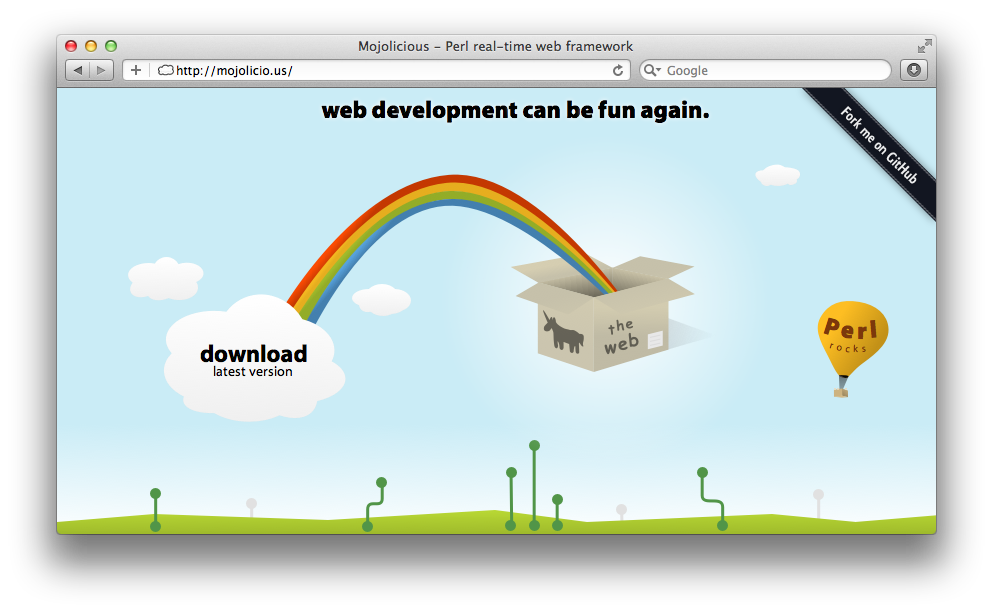 Mojolicious – Perl real-time web framework
http://mojolicio.us/
Google
web development can be fun again.
Fork me on GitHub
the
web
Perl
rocks
download
latest version